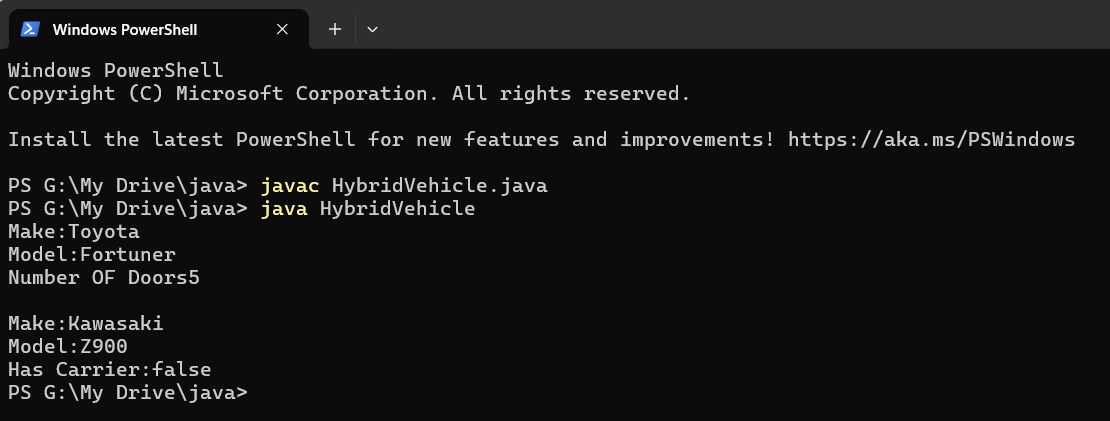 Windows PowerShell
Windows PowerShell
Copyright (C) Microsoft Corporation. All rights reserved.
Install the latest PowerShell for new features and improvements! https://aka.ms/PSWindows
PS G:\My Drive\java> javac HybridVehicle.java
PS G:\My Drive\java> java HybridVehicle
Make:Toyota
Model:Fortuner
Number OF Doors5
Make:Kawasaki
Model:Z900
Has Carrier:false
PS G:\My Drive\java>